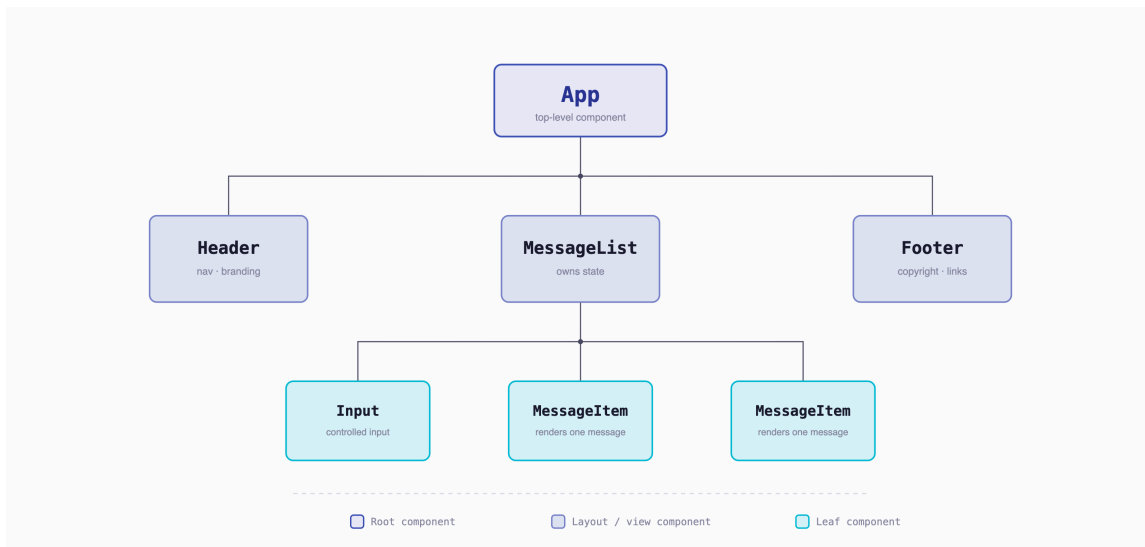 App
top-level component
Header
nav · branding
MessageList
owns state
Footer
copyright · links
Input
controlled input
MessageItem
renders one message
MessageItem
renders one message
Root component
Layout / view component
Leaf component